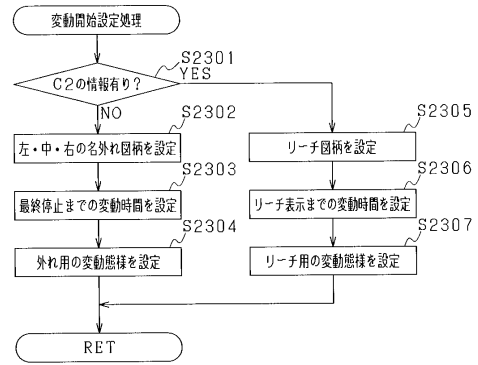 変動開始設定処理
S2301
C2の情報有り?
YES
NO
S2302
左・中・右の名外れ図柄を設定
S2303
最終停止までの変動時間を設定
S2304
外れ用の変動態様を設定
S2305
リーチ図柄を設定
S2306
リーチ表示までの変動時間を設定
S2307
リーチ用の変動態様を設定
RET